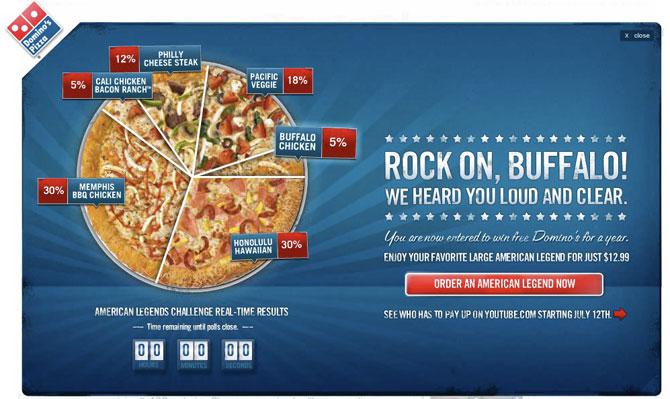 Domino's
Pizza
X close
12% PHILLY
CHEESE STEAK
5% CALI CHICKEN
BACON RANCH™
PACIFIC
VEGGIE 18%
BUFFALO
CHICKEN 5%
30% MEMPHIS
BBQ CHICKEN
HONOLULU
HAWAIIAN 30%
ROCK ON, BUFFALO!
WE HEARD YOU LOUD AND CLEAR.
You are now entered to win free Domino's for a year.
ENJOY YOUR FAVORITE LARGE AMERICAN LEGEND FOR JUST $12.99
ORDER AN AMERICAN LEGEND NOW
SEE WHO HAS TO PAY UP ON YOUTUBE.COM STARTING JULY 12TH.
AMERICAN LEGENDS CHALLENGE REAL-TIME RESULTS
Time remaining until polls close.
00 00 00
HOURS MINUTES SECONDS